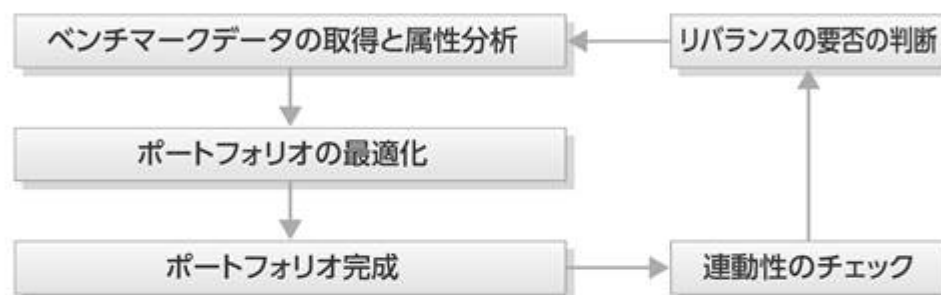 ベンチマークデータの取得と属性分析
リバランスの要否の判断
ポートフォリオの最適化
ポートフォリオ完成
連動性のチェック